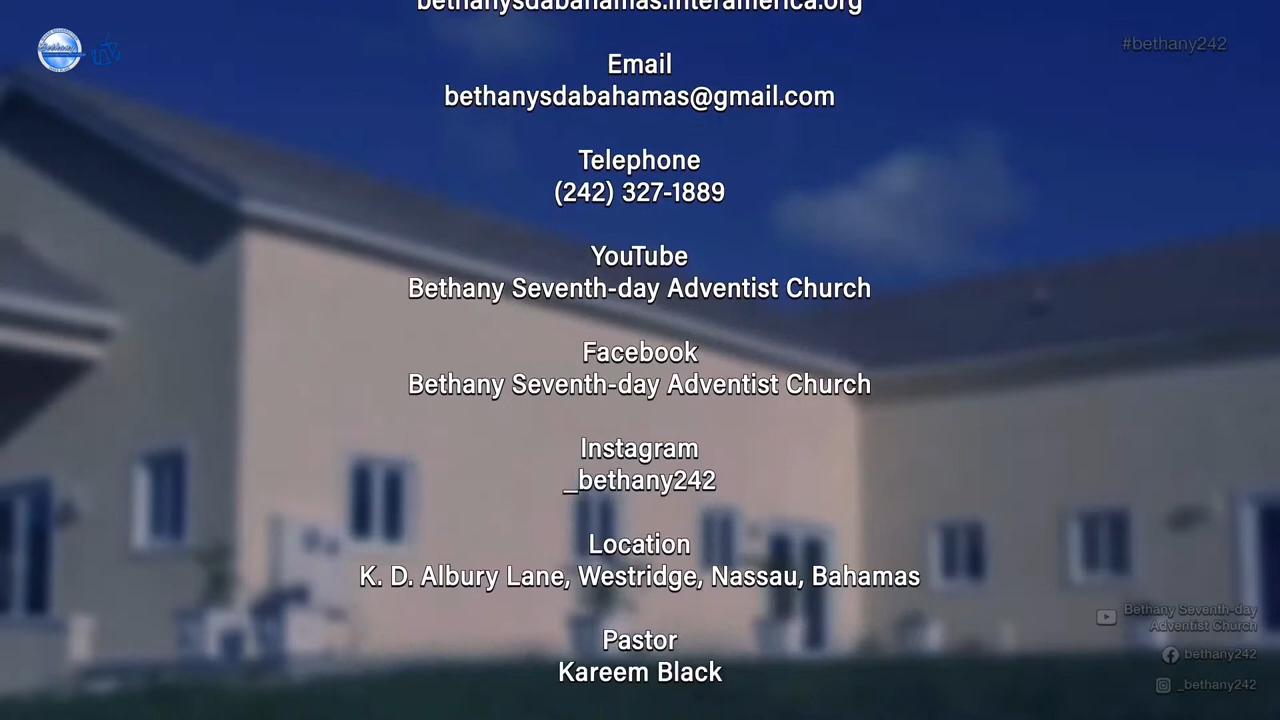 bethanysdabahamas.interamerica.org
#bethany242
Bethany
Email
bethanysdabahamas@gmail.com
Telephone
(242) 327-1889
YouTube
Bethany Seventh-day Adventist Church
Facebook
Bethany Seventh-day Adventist Church
Instagram
_bethany242
Location
K. D. Albury Lane, Westridge, Nassau, Bahamas
Pastor
Kareem Black
Bethany Seventh-day
Adventist Church
bethany242
_bethany242